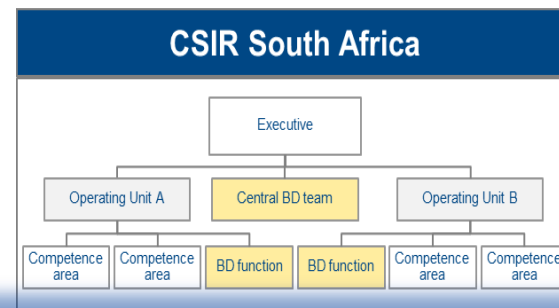 CSIR South Africa
Executive
Operating Unit A
Central BD team
Operating Unit B
Competence
area
Competence
area
BD function
BD function
Competence
area
Competence
area